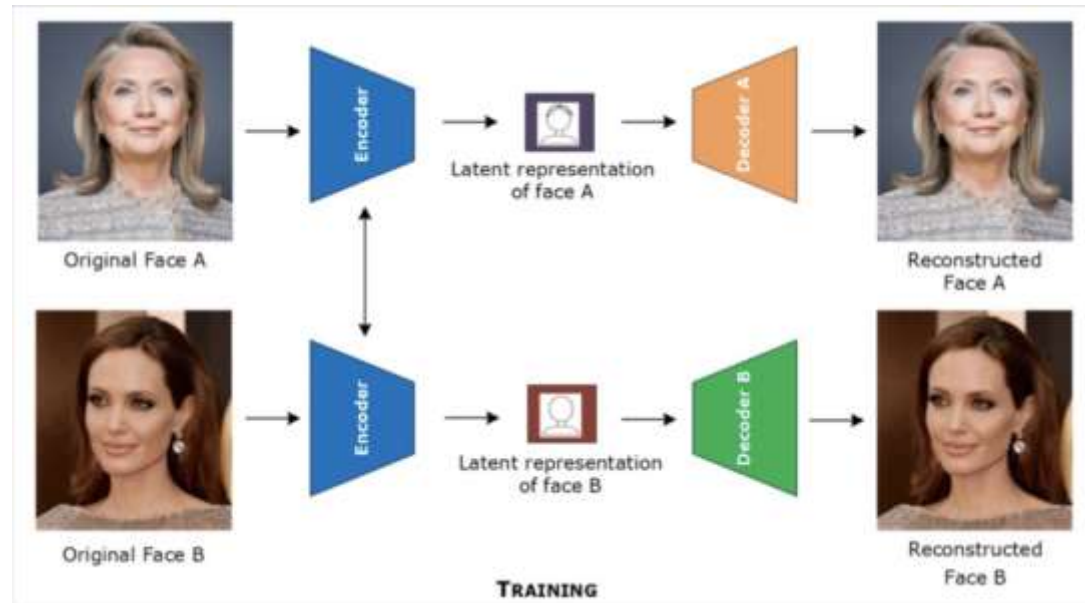 Encoder
Decoder A
Latent representation
of face A
Original Face A
Reconstructed
Face A
Encoder
Decoder B
Latent representation
of face B
Original Face B
Reconstructed
Face B
TRAINING